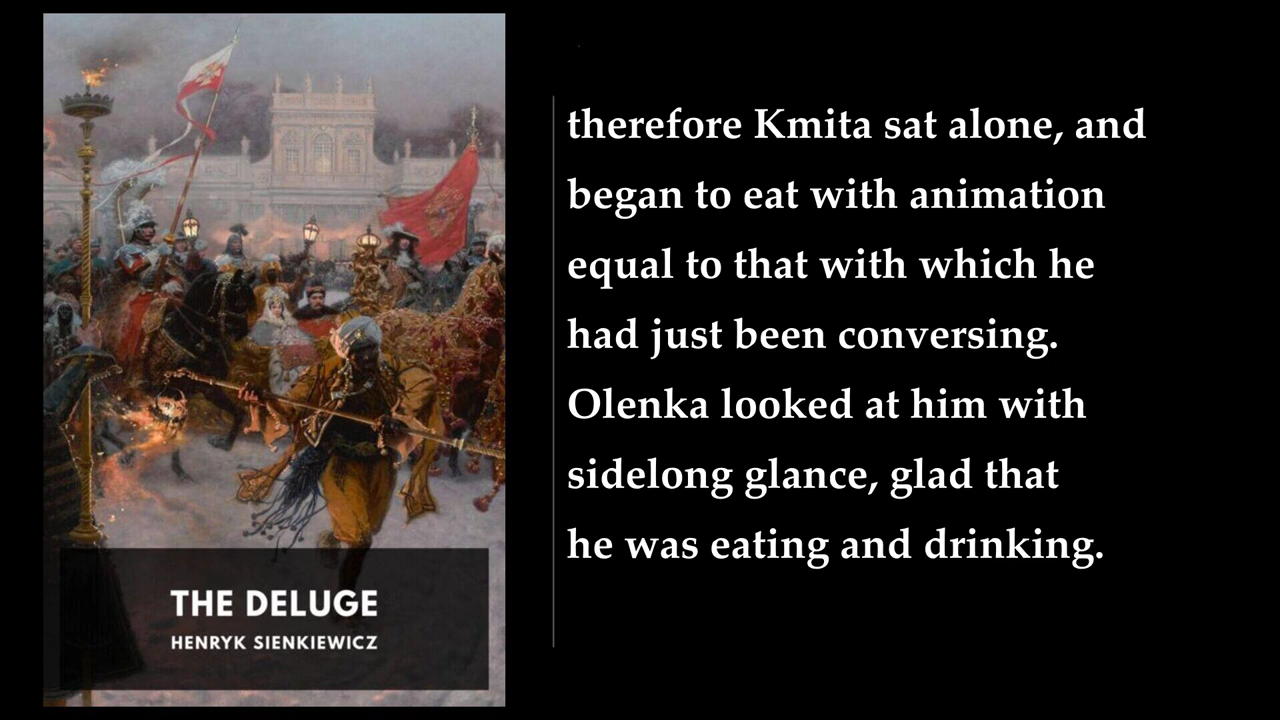 THE DELUGE
HENRYK SIENKIEWICZ
therefore Kmita sat alone, and
began to eat with animation
equal to that with which he
had just been conversing.
Olenka looked at him with
sidelong glance, glad that
he was eating and drinking.